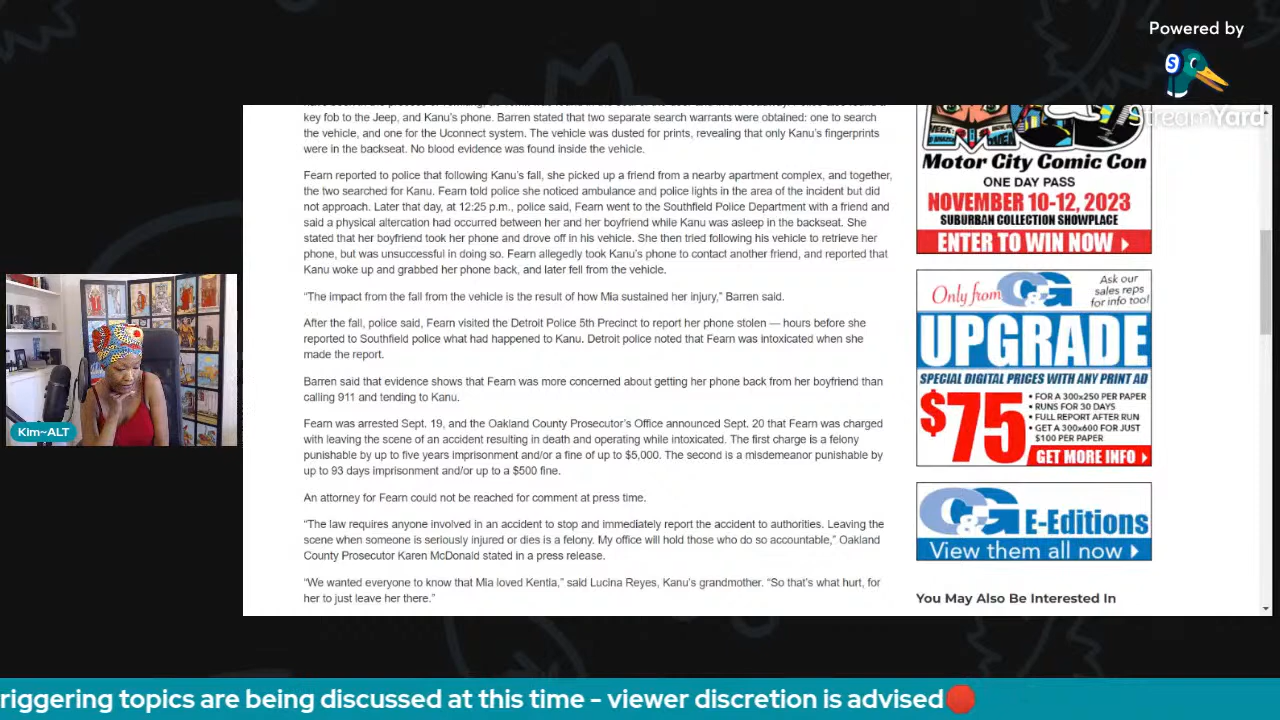 Powered by
S
StreamYard
key fob to the Jeep, and Kanu's phone. Barren stated that two separate search warrants were obtained: one to search
the vehicle, and one for the Uconnect system. The vehicle was dusted for prints, revealing that only Kanu's fingerprints
were in the backseat. No blood evidence was found inside the vehicle.
Fearn reported to police that following Kanu's fall, she picked up a friend from a nearby apartment complex, and together,
the two searched for Kanu. Fearn told police she noticed ambulance and police lights in the area of the incident but did
not approach. Later that day, at 12:25 p.m., police said, Fearn went to the Southfield Police Department with a friend and
said a physical altercation had occurred between her and her boyfriend while Kanu was asleep in the backseat. She
stated that her boyfriend took her phone and drove off in his vehicle. She then tried following his vehicle to retrieve her
phone, but was unsuccessful in doing so. Fearn allegedly took Kanu's phone to contact another friend, and reported that
Kanu woke up and grabbed her phone back, and later fell from the vehicle.
“The impact from the fall from the vehicle is the result of how Mia sustained her injury,” Barren said.
After the fall, police said, Fearn visited the Detroit Police 5th Precinct to report her phone stolen — hours before she
reported to Southfield police what had happened to Kanu. Detroit police noted that Fearn was intoxicated when she
made the report.
Barren said that evidence shows that Fearn was more concerned about getting her phone back from her boyfriend than
calling 911 and tending to Kanu.
Fearn was arrested Sept. 19, and the Oakland County Prosecutor's Office announced Sept. 20 that Fearn was charged
with leaving the scene of an accident resulting in death and operating while intoxicated. The first charge is a felony
punishable by up to five years imprisonment and/or a fine of up to $5,000. The second is a misdemeanor punishable by
up to 93 days imprisonment and/or up to a $500 fine.
An attorney for Fearn could not be reached for comment at press time.
“The law requires anyone involved in an accident to stop and immediately report the accident to authorities. Leaving the
scene when someone is seriously injured or dies is a felony. My office will hold those who do so accountable,” Oakland
County Prosecutor Karen McDonald stated in a press release.
“We wanted everyone to know that Mia loved Kentia,” said Lucina Reyes, Kanu's grandmother. “So that's what hurt, for
her to just leave her there.”
Motor City Comic Con
ONE DAY PASS
NOVEMBER 10-12, 2023
SUBURBAN COLLECTION SHOWPLACE
ENTER TO WIN NOW
Only from C&G
Ask our
sales reps
for info too!
UPGRADE
SPECIAL DIGITAL PRICES WITH ANY PRINT AD
$75
• FOR A 300x250 PER PAPER
• RUNS FOR 30 DAYS
• FULL REPORT AFTER RUN
• GET A 300x600 FOR JUST
$100 PER PAPER
GET MORE INFO
C&G E-Editions
View them all now
You May Also Be Interested In
Kim~ALT
riggering topics are being discussed at this time - viewer discretion is advised